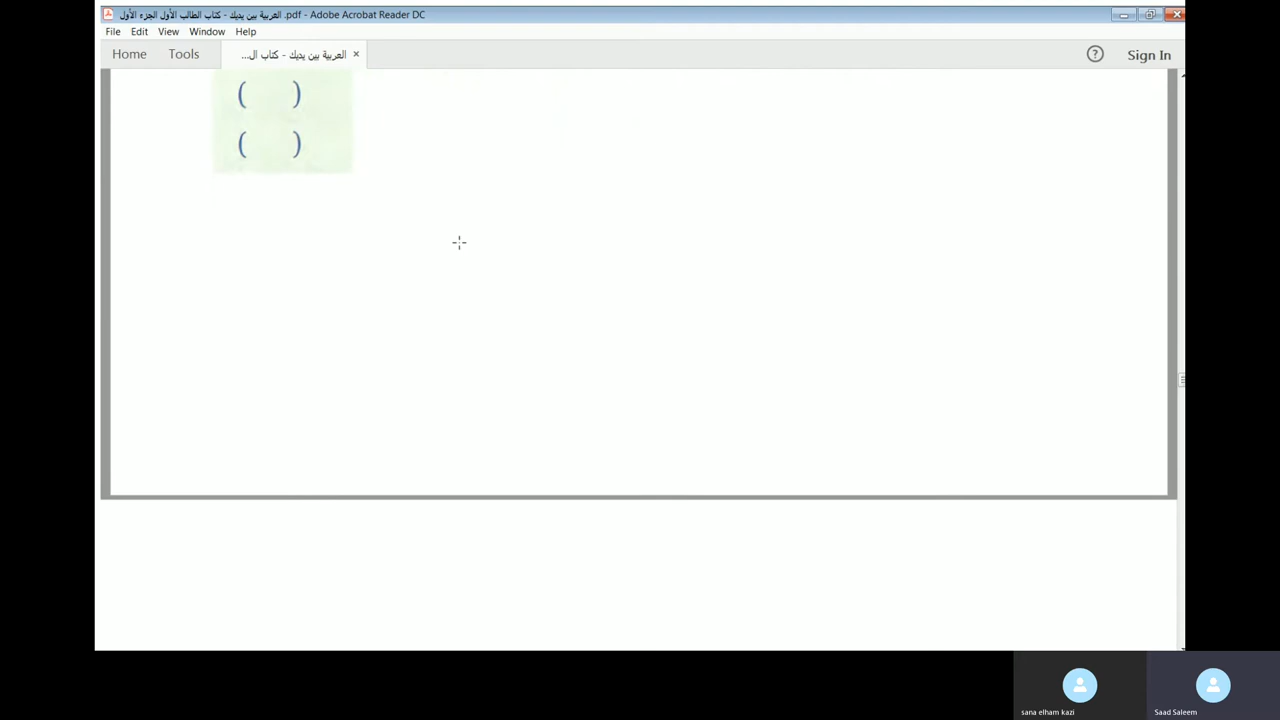 العربية بين يديك - كتاب الطالب الأول الجزء الأول .pdf - Adobe Acrobat Reader DC
File Edit View Window Help
Home Tools العربية بين يديك - كتاب ال... × ? Sign In
( )
( )
sana elham kazi Saad Saleem